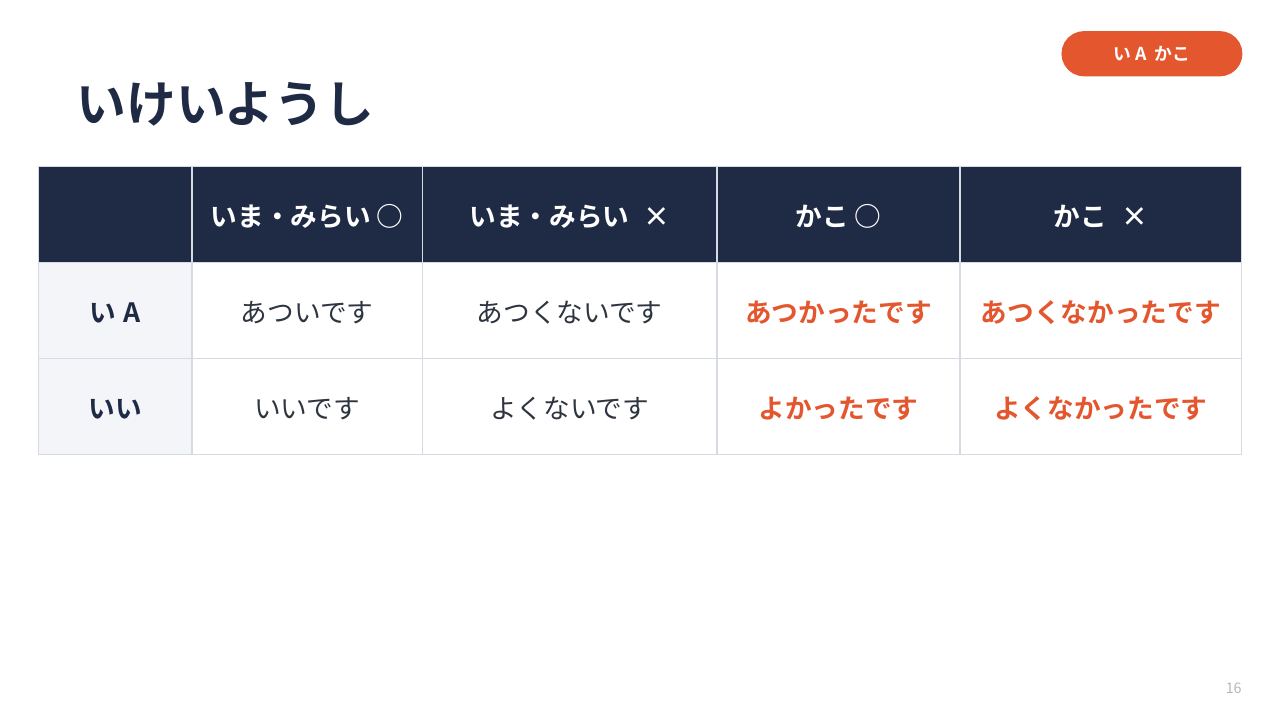 い A かこ
いけいようし
いま・みらい ○ いま・みらい × かこ ○ かこ ×
い A あついです あつくないです あつかったです あつくなかったです
いい いいです よくないです よかったです よくなかったです
16